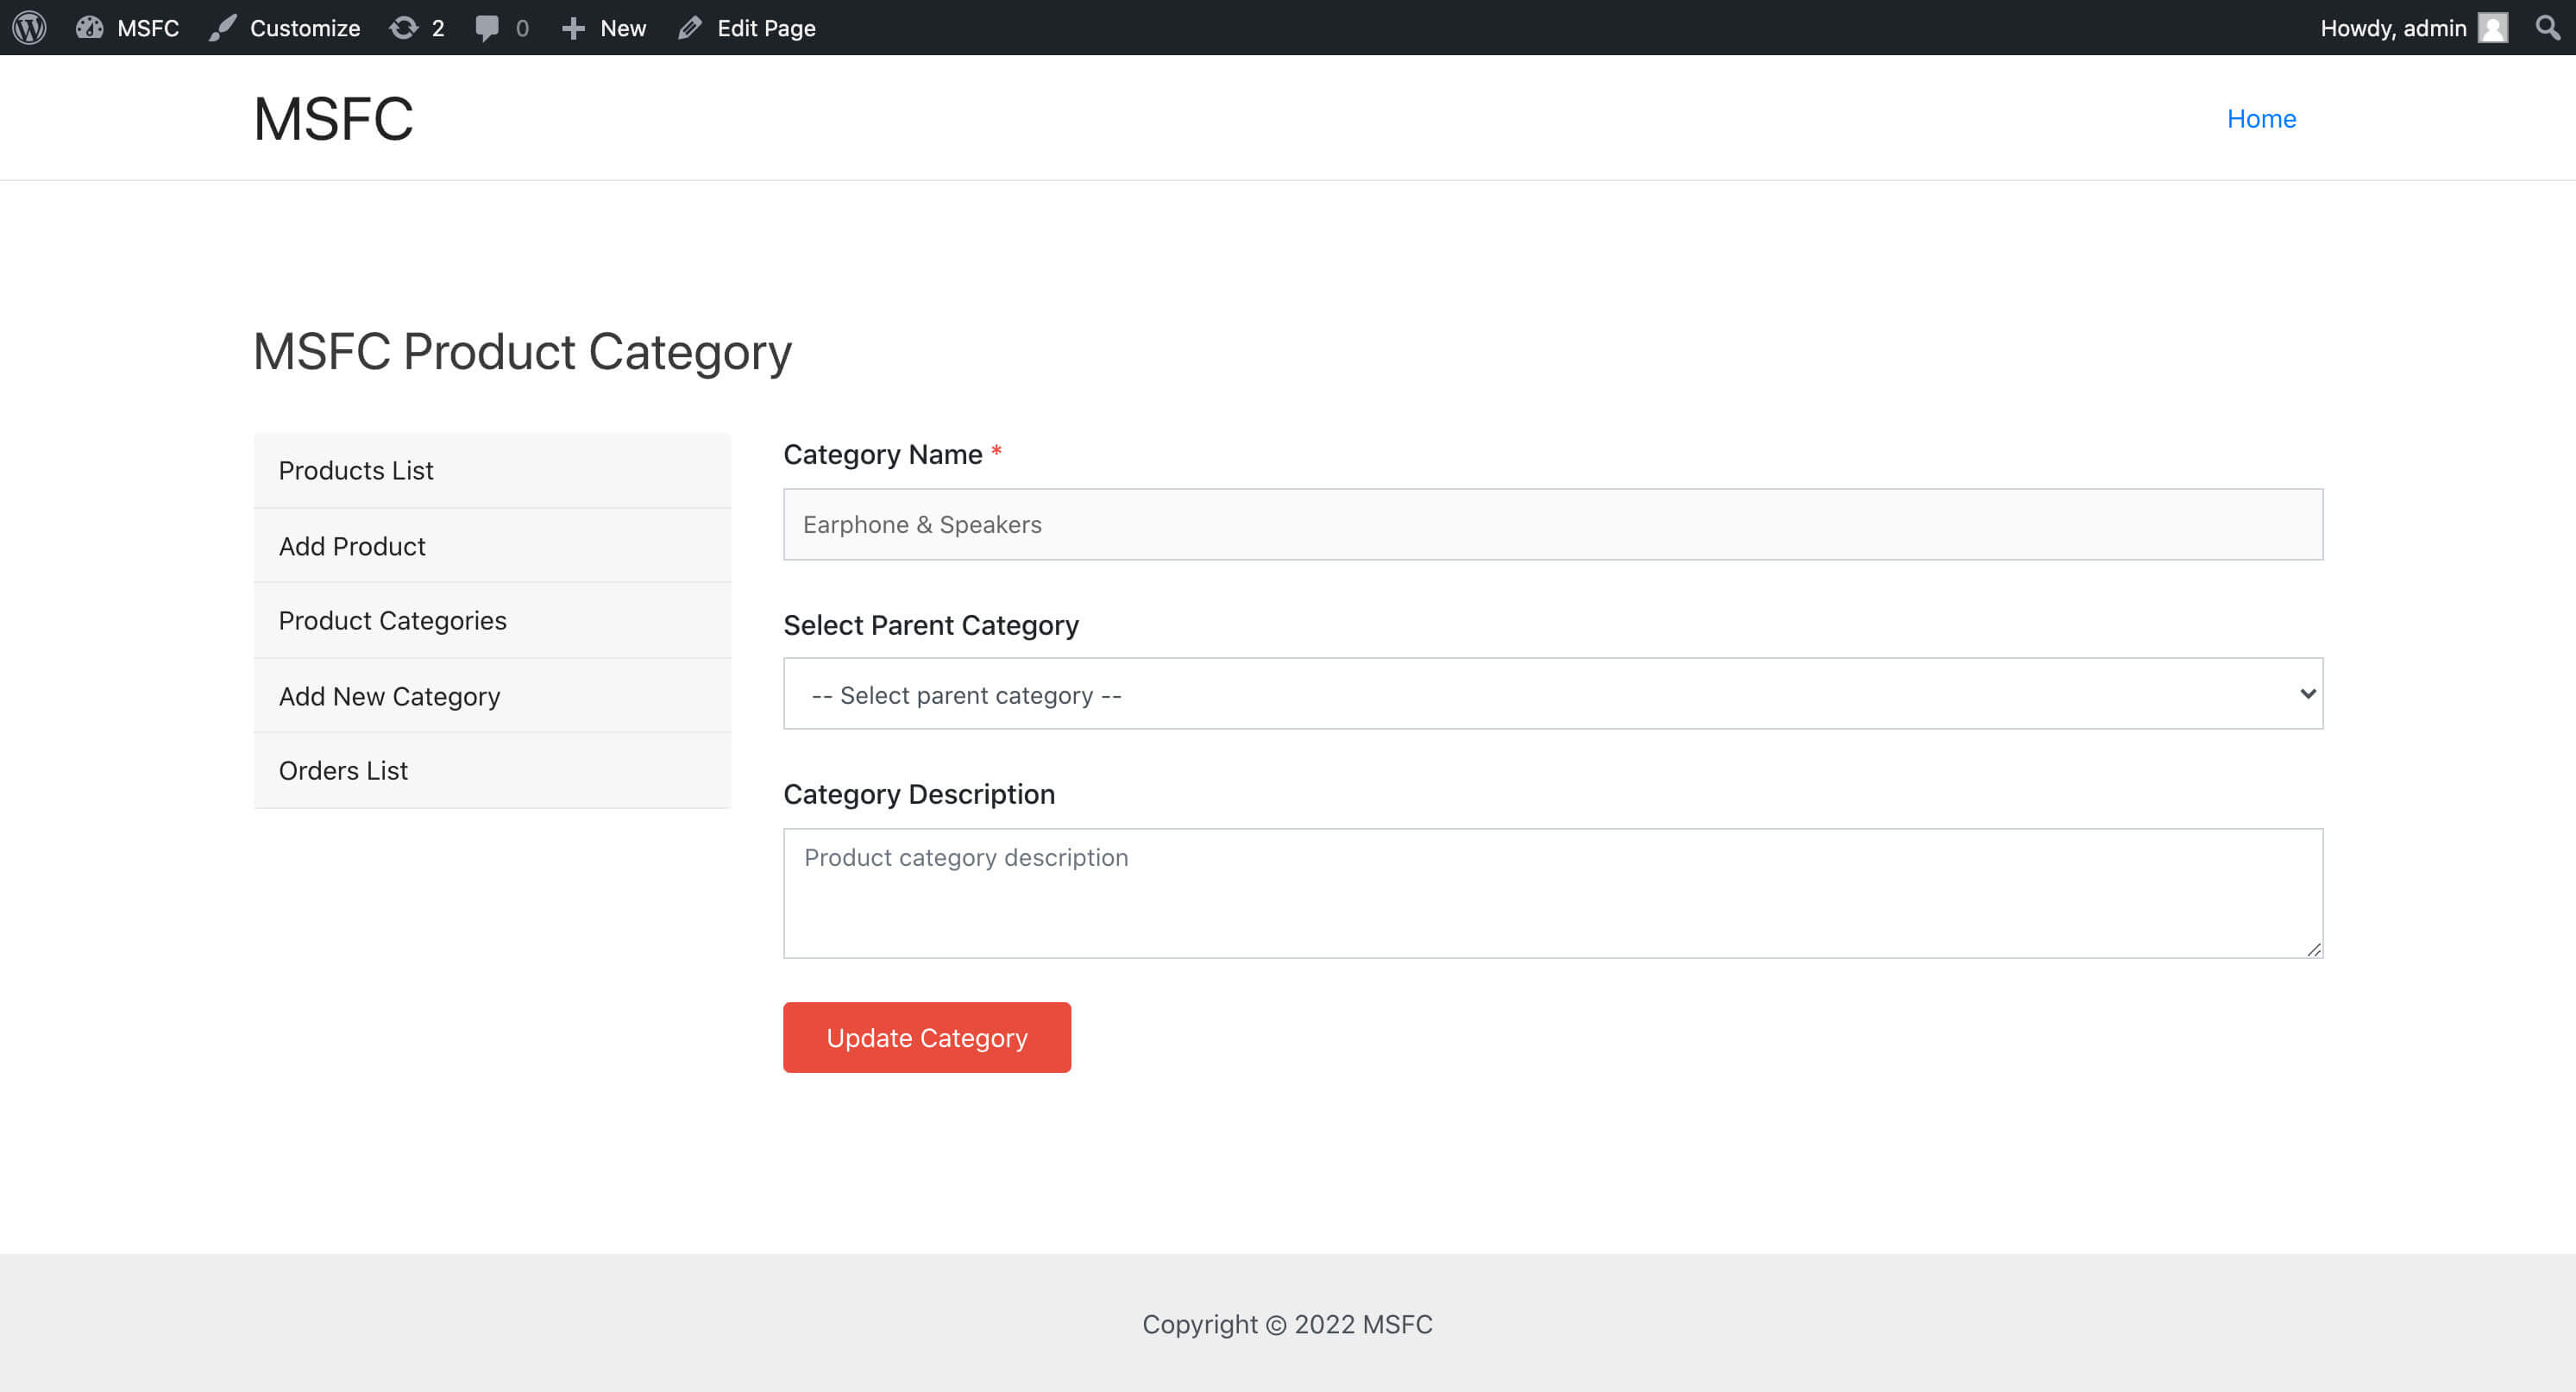 MSFC Customize 2 0 New Edit Page Howdy, admin
MSFC
Home
MSFC Product Category
Products List
Add Product
Product Categories
Add New Category
Orders List
Category Name *
Earphone & Speakers
Select Parent Category
-- Select parent category --
Category Description
Product category description
Update Category
Copyright © 2022 MSFC